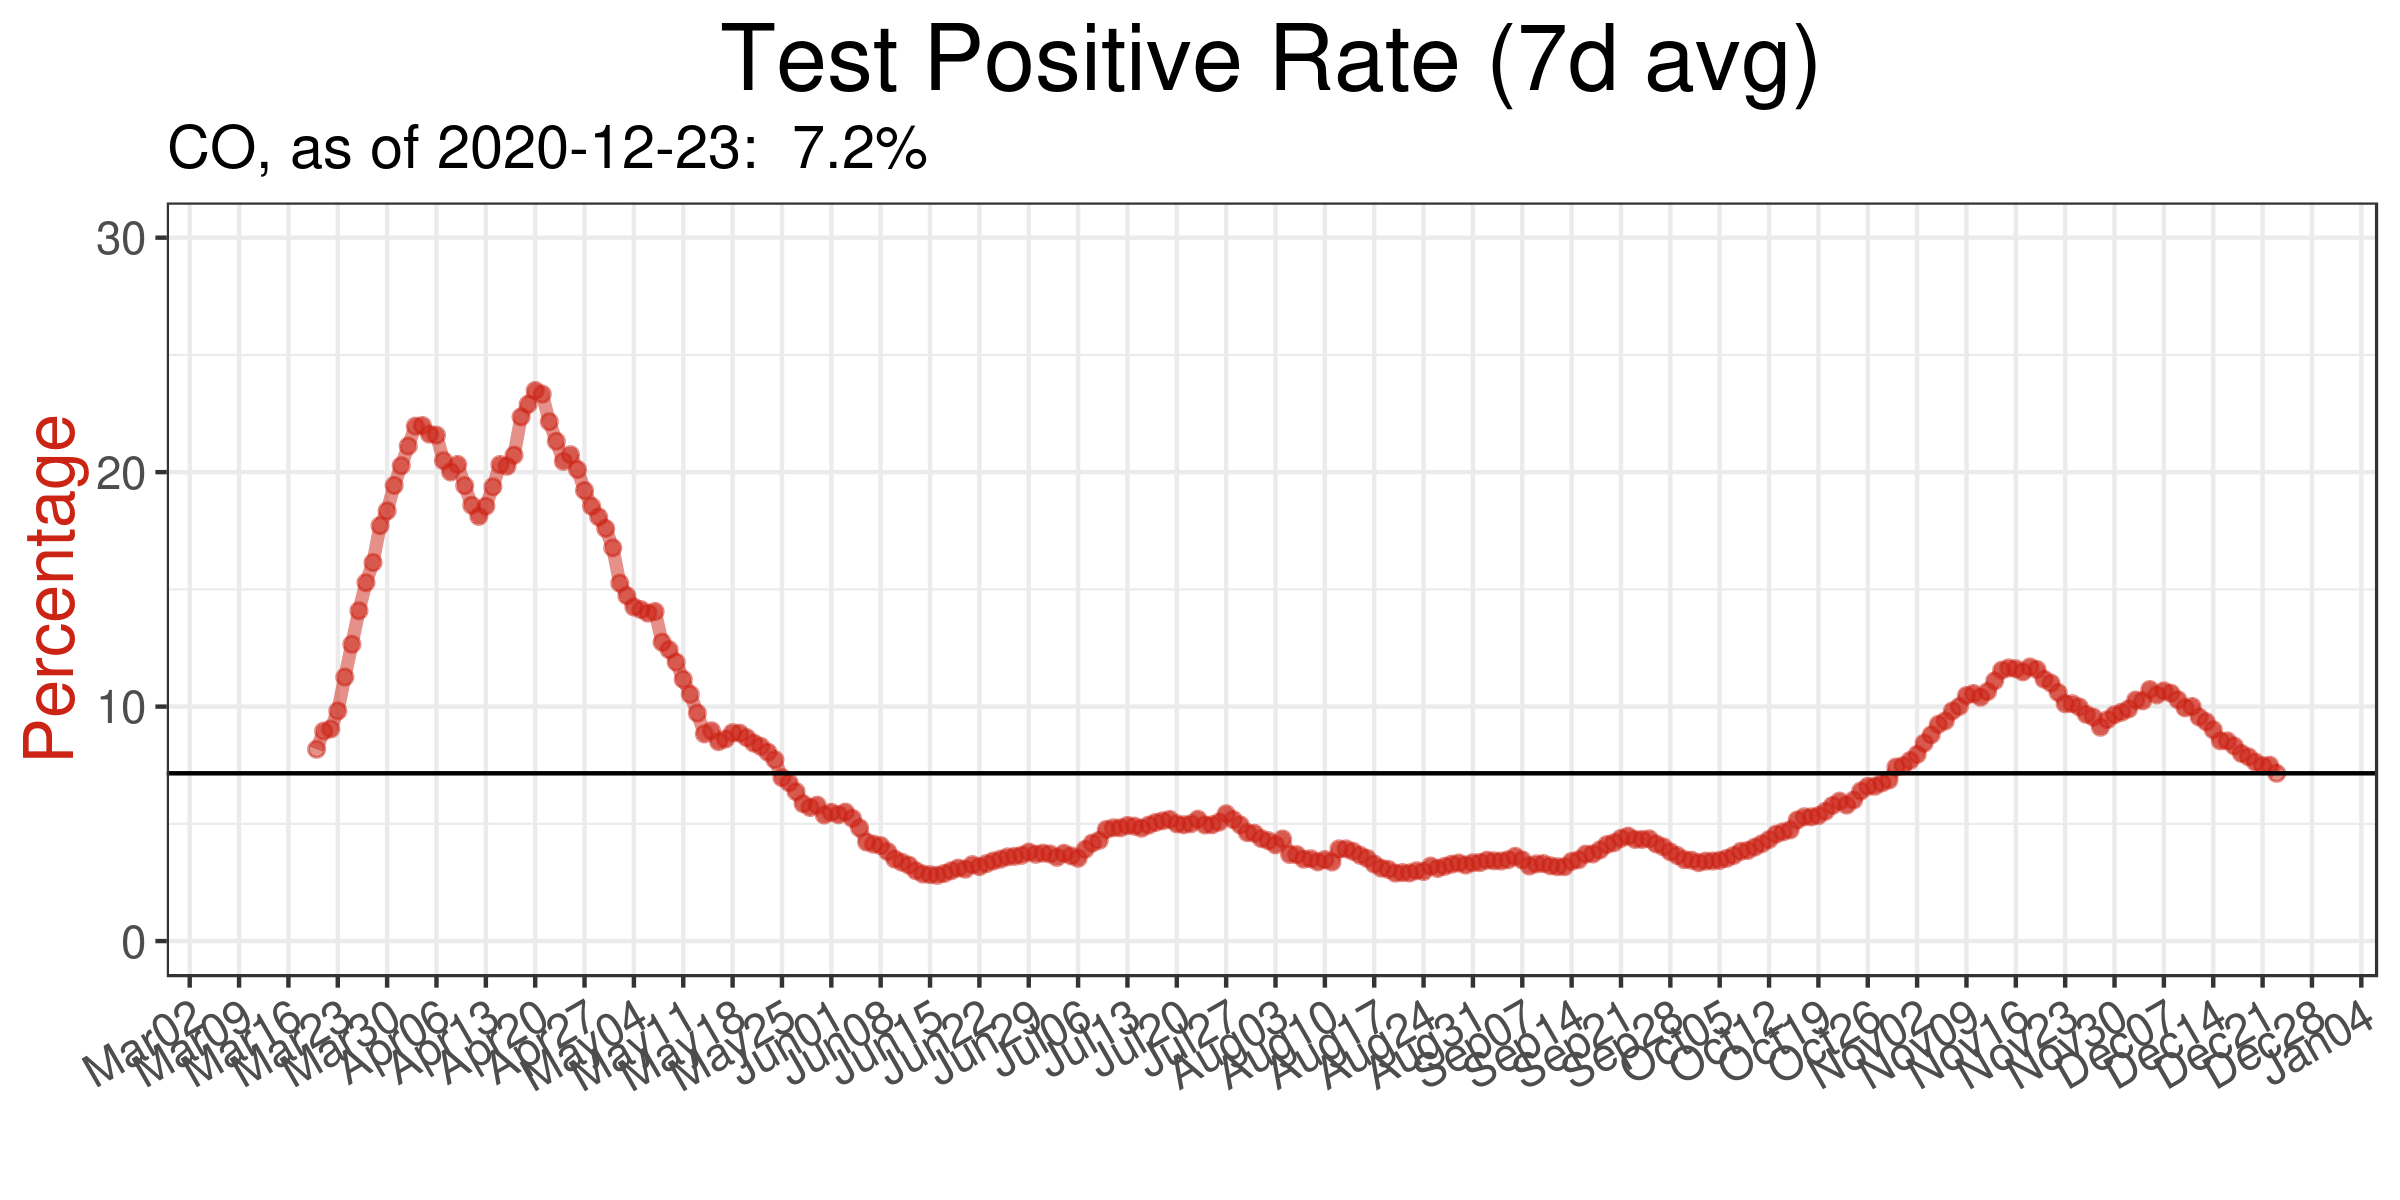 Test Positive Rate (7d avg)
CO, as of 2020-12-23:  7.2%
Percentage
30
20
10
0
Mar02
Mar09
Mar16
Mar23
Mar30
Apr06
Apr13
Apr20
Apr27
May04
May11
May18
May25
Jun01
Jun08
Jun15
Jun22
Jun29
Jul06
Jul13
Jul20
Jul27
Aug03
Aug10
Aug17
Aug24
Aug31
Sep07
Sep14
Sep21
Sep28
Oct05
Oct12
Oct19
Oct26
Nov02
Nov09
Nov16
Nov23
Nov30
Dec07
Dec14
Dec21
Dec28
Jan04